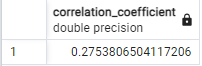 correlation_coefficient
double precision
1 0.2753806504117206